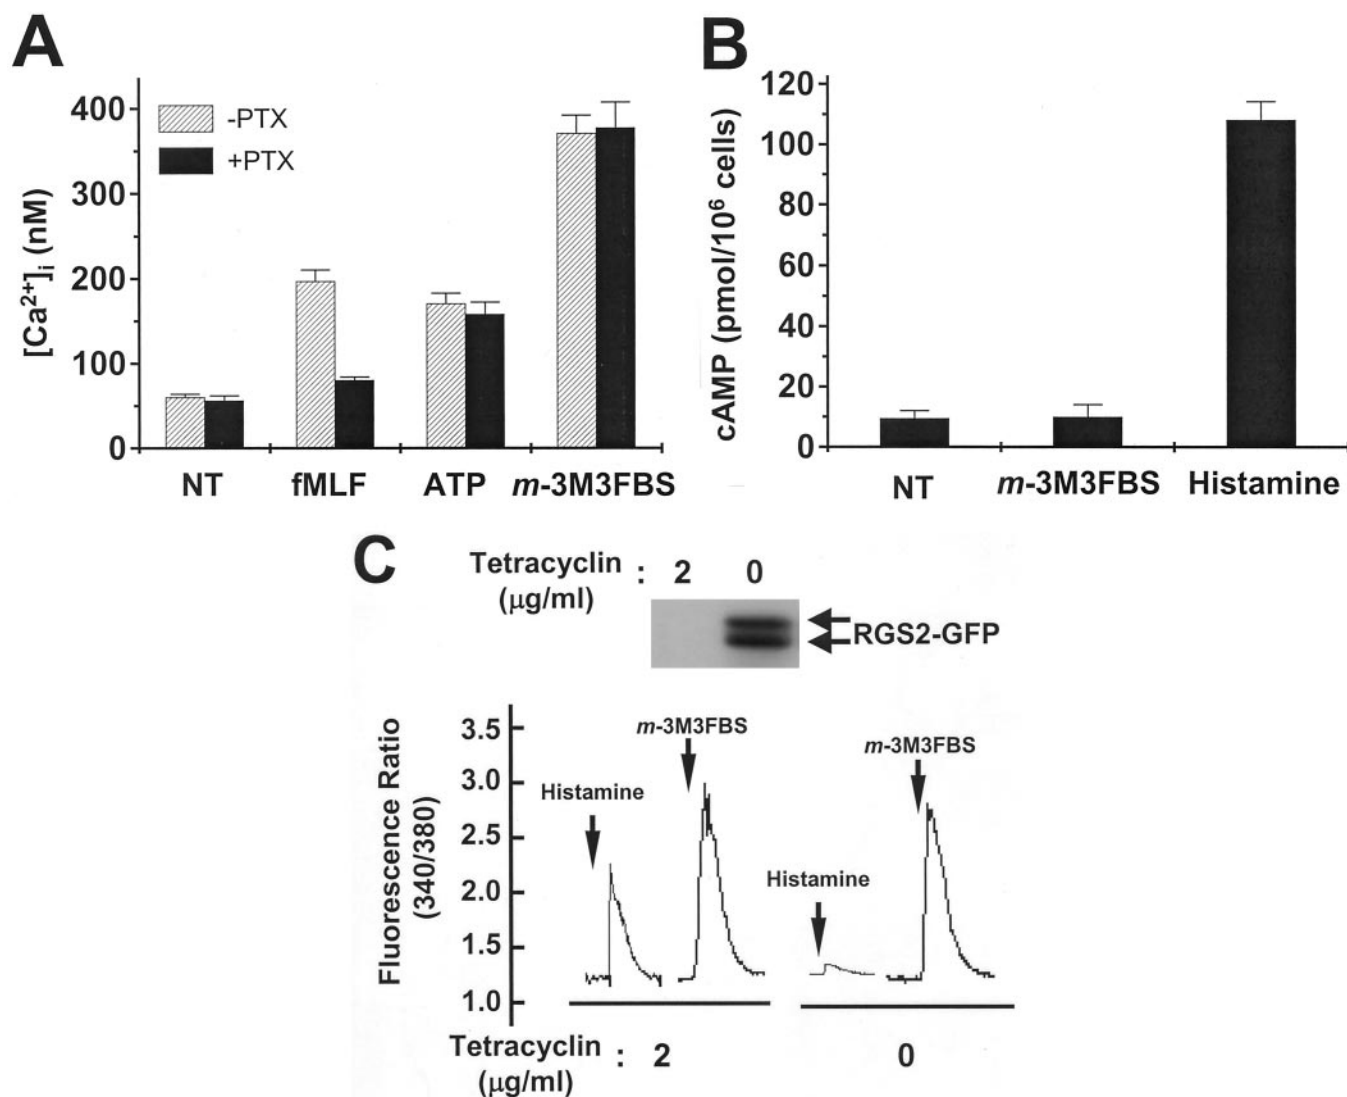 A
[Ca²⁺]ᵢ (nM)
400
300
200
100
0
-PTX
+PTX
NT fMLF ATP m-3M3FBS
B
cAMP (pmol/10⁶ cells)
120
100
80
60
40
20
0
NT m-3M3FBS Histamine
C
Tetracyclin : 2 0
(μg/ml)
RGS2-GFP
Fluorescence Ratio
(340/380)
3.5
3.0
2.5
2.0
1.5
1.0
Histamine
m-3M3FBS
Histamine
m-3M3FBS
Tetracyclin : 2 0
(μg/ml)